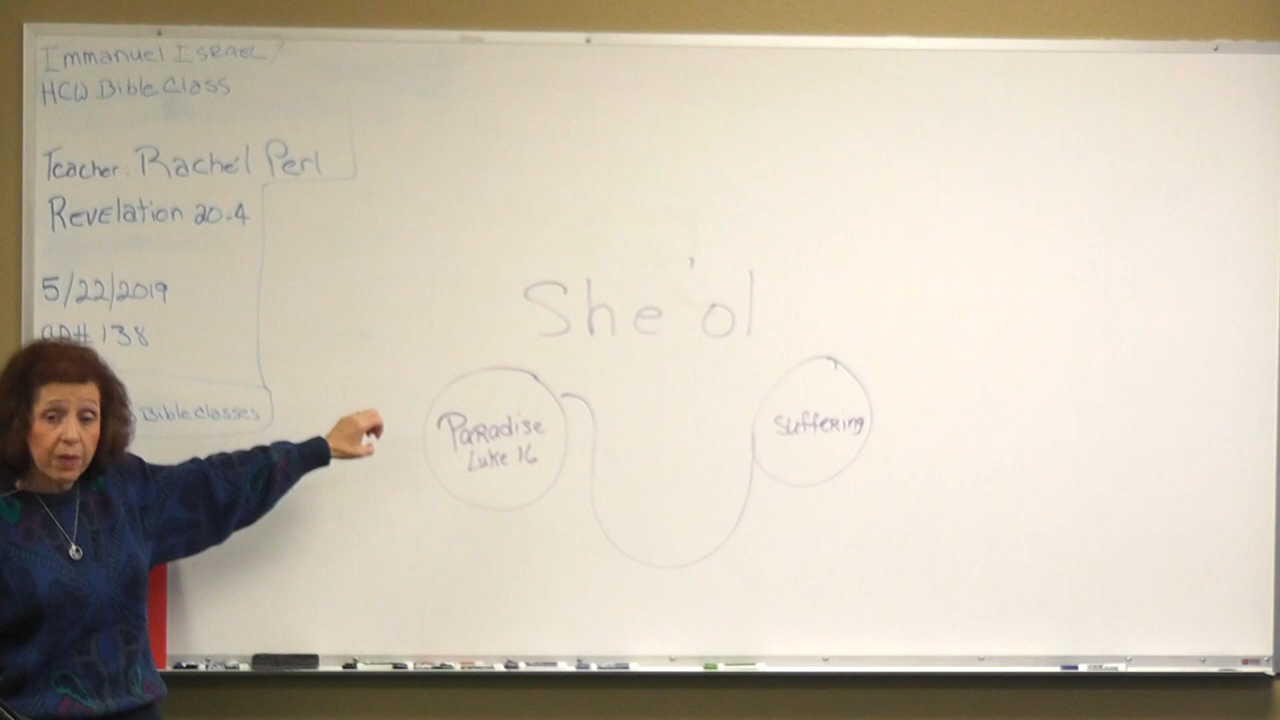 Immanuel ISRAEL/
HCW Bible Class
Teacher: Rachel Perl
Revelation 20:4
5/22/2019
138
Bible Classes
She'ol
Paradise
Luke 16
Suffering